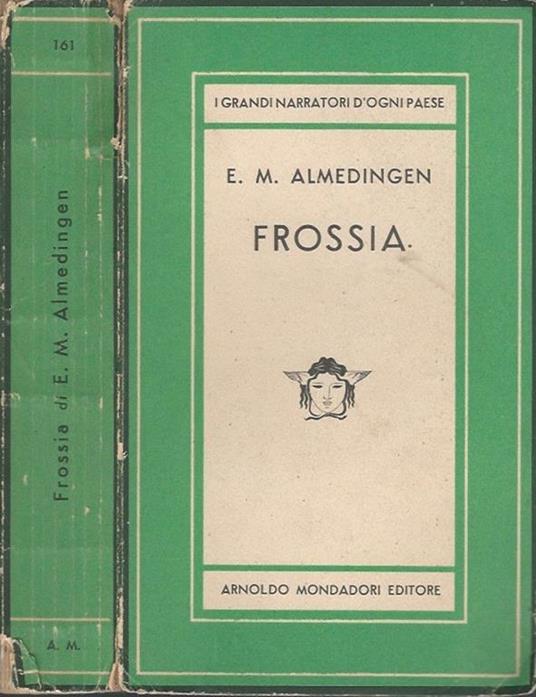 161
Frossia di E. M. Almedingen
A. M.
I GRANDI NARRATORI D'OGNI PAESE
E. M. ALMEDINGEN
FROSSIA.
ARNOLDO MONDADORI EDITORE